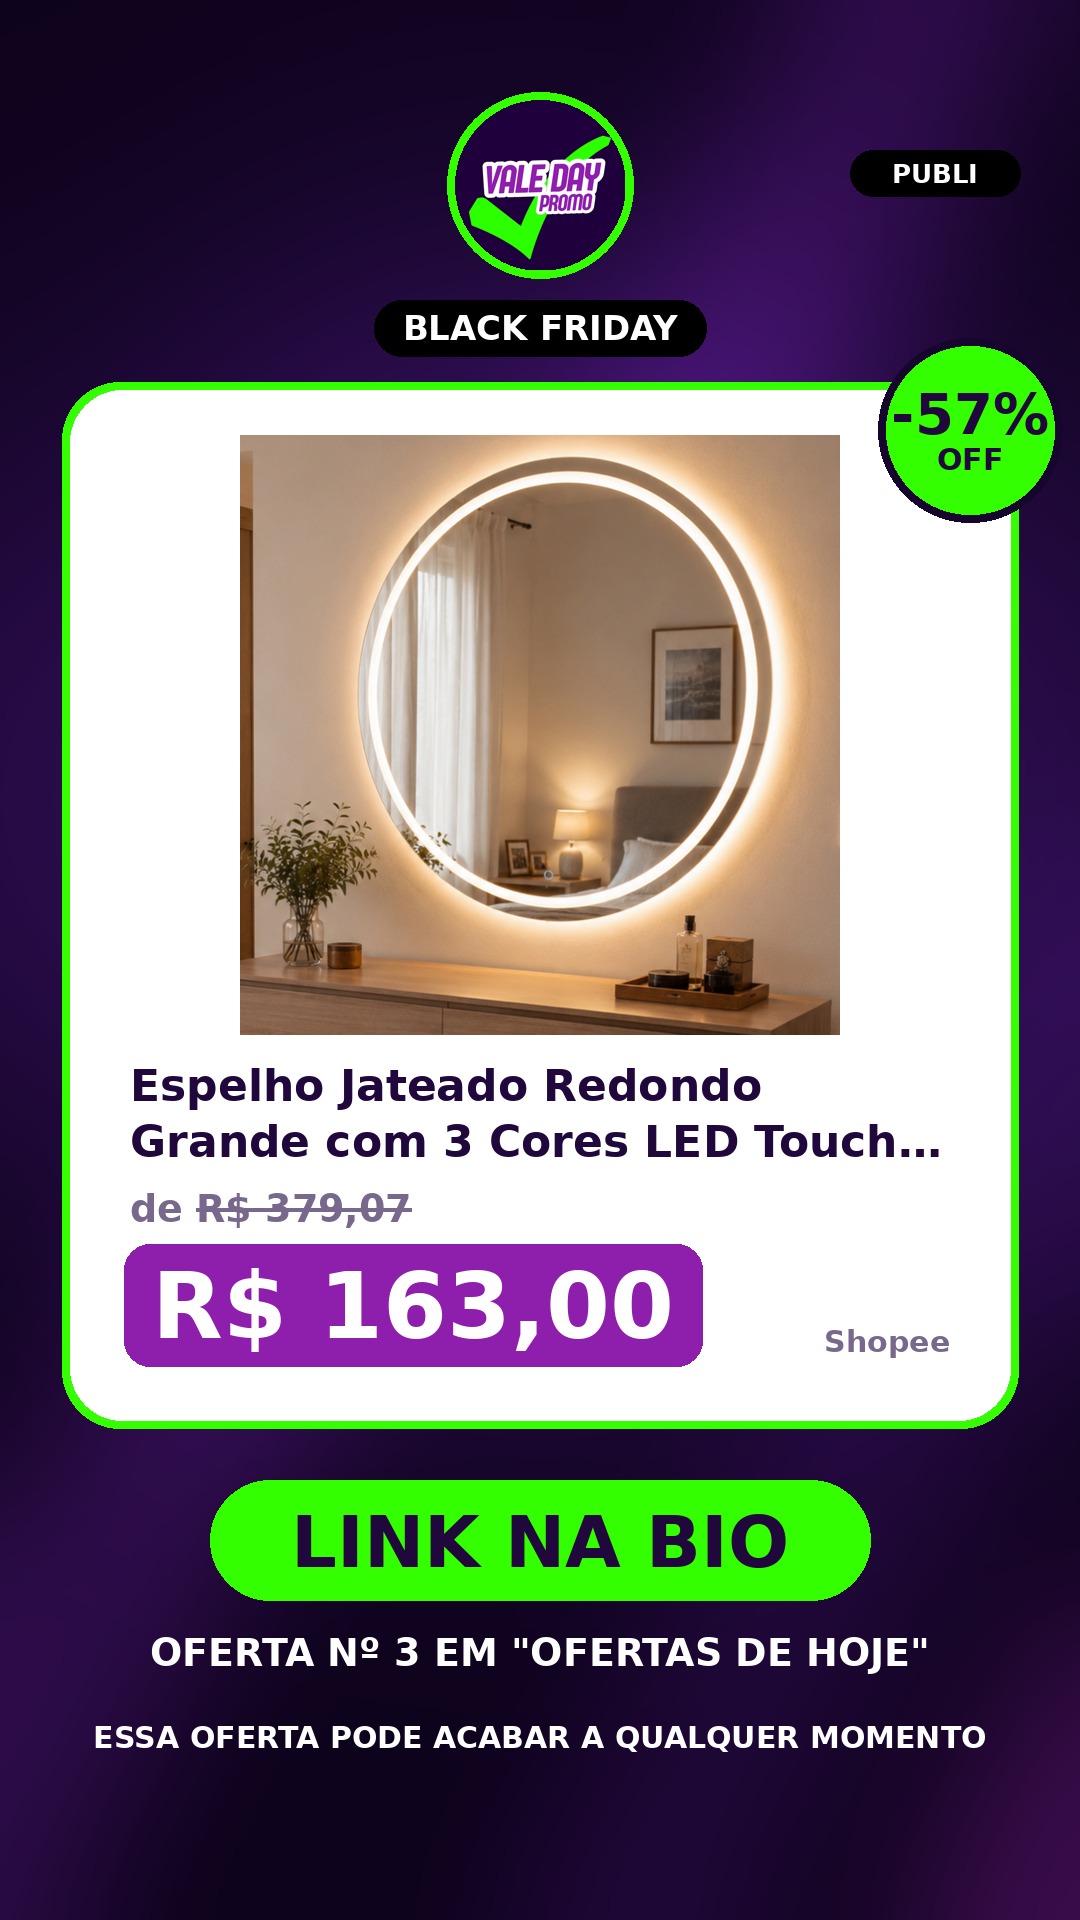 VALE DAY
PROMO
PUBLI
BLACK FRIDAY
-57%
OFF
Espelho Jateado Redondo
Grande com 3 Cores LED Touch...
de R$ 379,07
R$ 163,00
Shopee
LINK NA BIO
OFERTA Nº 3 EM "OFERTAS DE HOJE"
ESSA OFERTA PODE ACABAR A QUALQUER MOMENTO